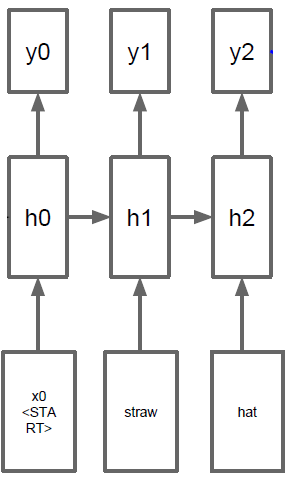 y0 y1 y2
h0 h1 h2
x0
<STA
RT>
straw
hat